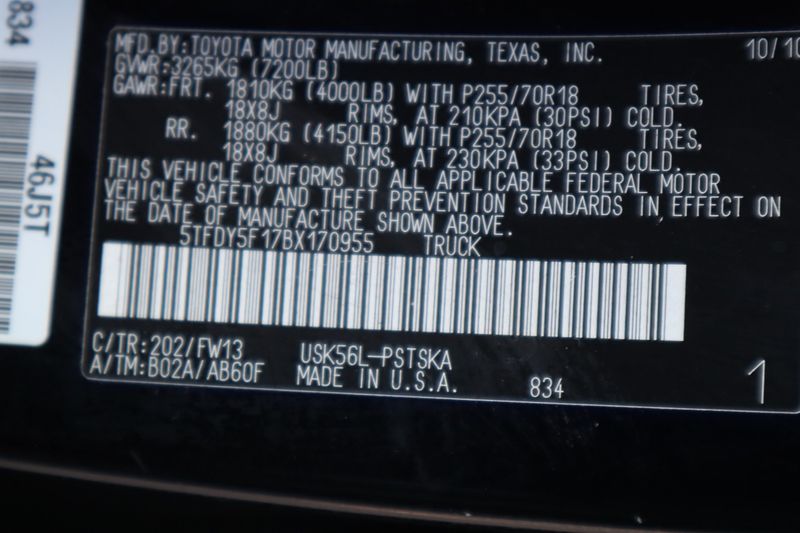 834
46J5T
MFD.BY:TOYOTA MOTOR MANUFACTURING, TEXAS, INC. 10/10
GVWR:3265KG (7200LB)
GAWR:FRT. 1810KG (4000LB) WITH P255/70R18 TIRES,
18X8J RIMS, AT 210KPA (30PSI) COLD.
RR. 1880KG (4150LB) WITH P255/70R18 TIRES,
18X8J RIMS, AT 230KPA (33PSI) COLD.
THIS VEHICLE CONFORMS TO ALL APPLICABLE FEDERAL MOTOR
VEHICLE SAFETY AND THEFT PREVENTION STANDARDS IN EFFECT ON
THE DATE OF MANUFACTURE SHOWN ABOVE.
5TFDY5F17BX170955 TRUCK
C/TR:202/FW13 USK56L-PSTSKA
A/TM:B02A/AB60F MADE IN U.S.A. 834 1